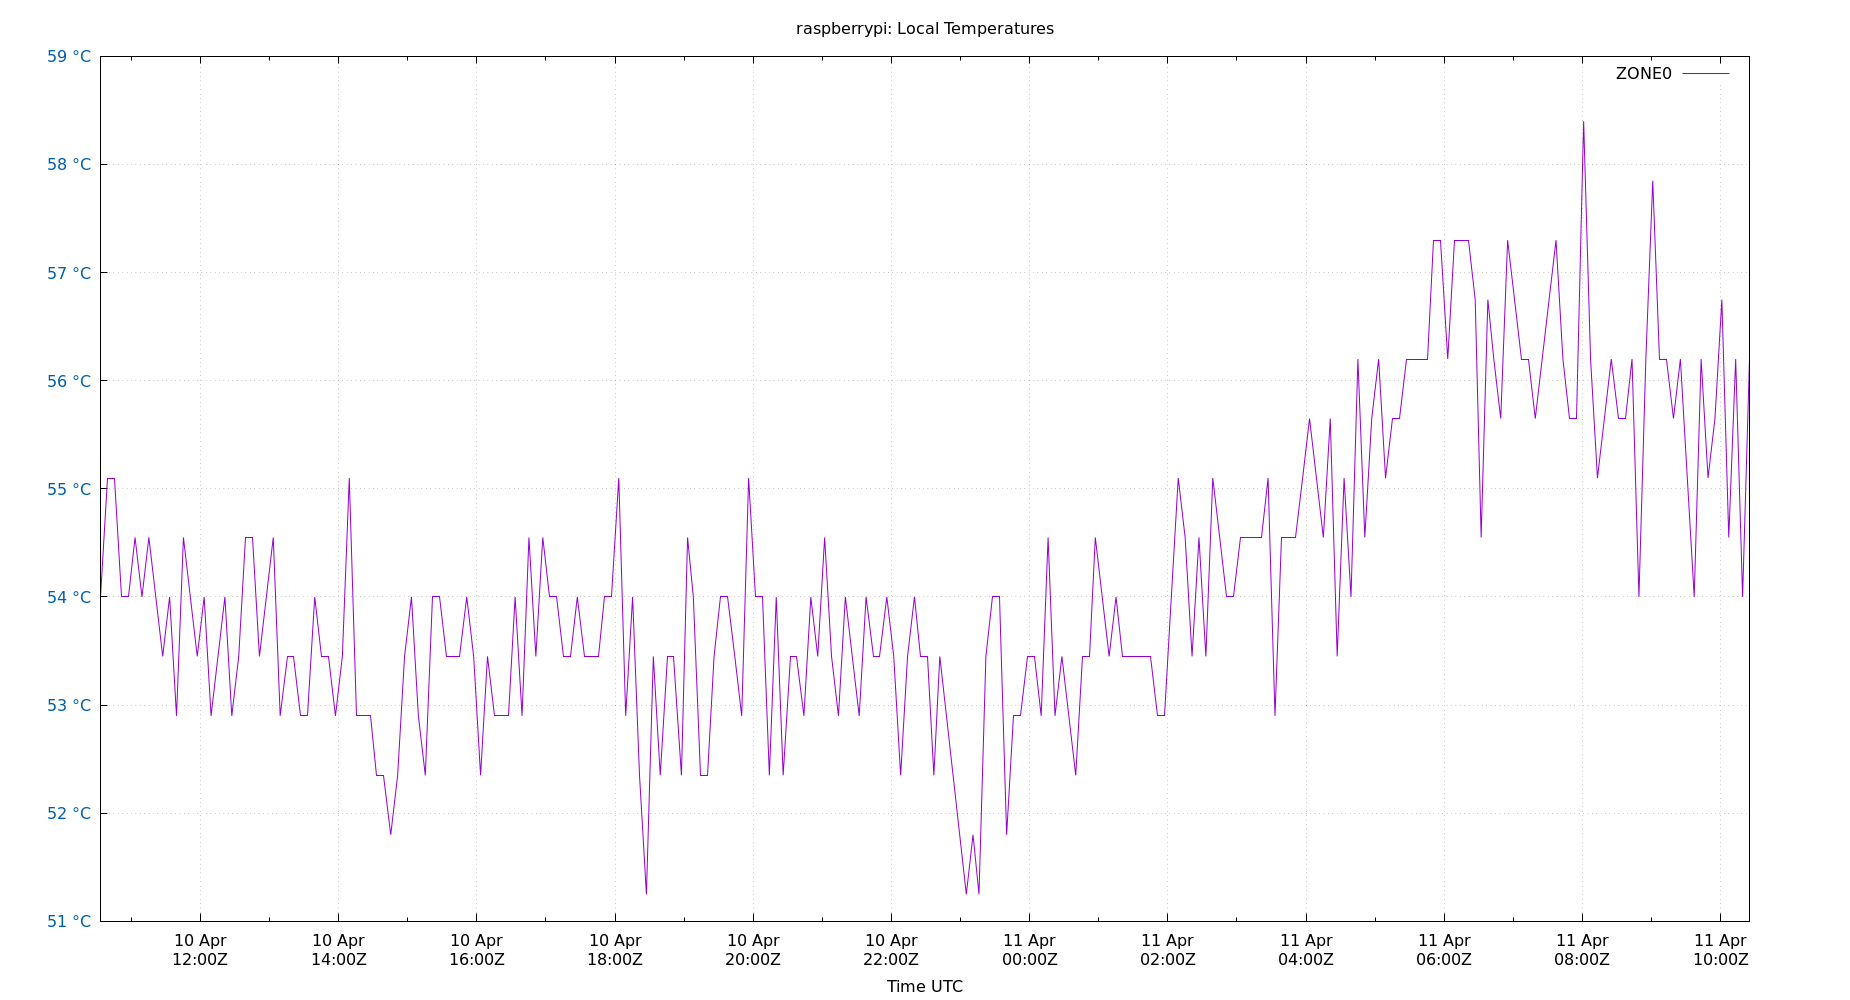 raspberrypi: Local Temperatures
59 °C
ZONE0
58 °C
57 °C
56 °C
55 °C
54 °C
53 °C
52 °C
51 °C
10 Apr 10 Apr 10 Apr 10 Apr 10 Apr 10 Apr 11 Apr 11 Apr 11 Apr 11 Apr 11 Apr 11 Apr
12:00Z 14:00Z 16:00Z 18:00Z 20:00Z 22:00Z 00:00Z 02:00Z 04:00Z 06:00Z 08:00Z 10:00Z
Time UTC